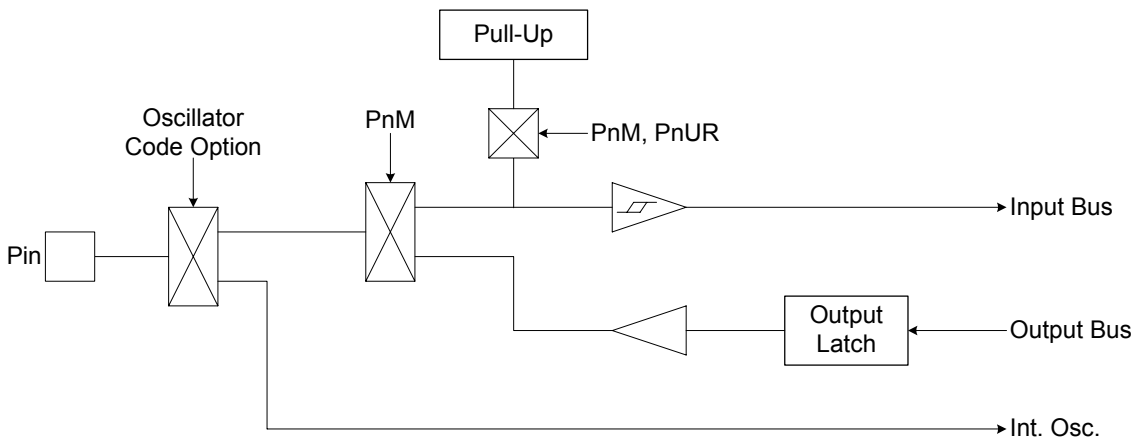 Pull-Up
Oscillator
Code Option
PnM
PnM, PnUR
Input Bus
Pin
Output
Latch
Output Bus
Int. Osc.